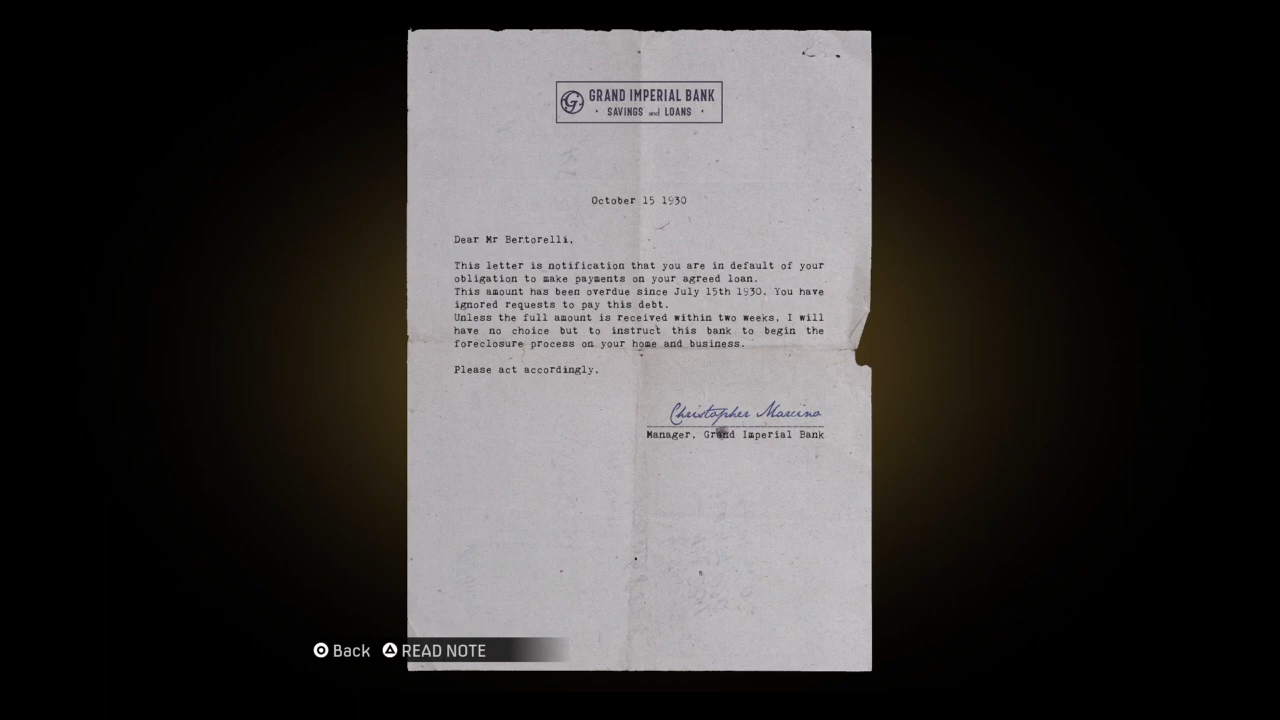 GRAND IMPERIAL BANK
· SAVINGS and LOANS ·
October 15 1930
Dear Mr Bertorelli,
This letter is notification that you are in default of your
obligation to make payments on your agreed loan.
This amount has been overdue since July 15th 1930. You have
ignored requests to pay this debt.
Unless the full amount is received within two weeks, I will
have no choice but to instruct this bank to begin the
foreclosure process on your home and business.
Please act accordingly,
Christopher Marcino
Manager, Grand Imperial Bank
Back READ NOTE